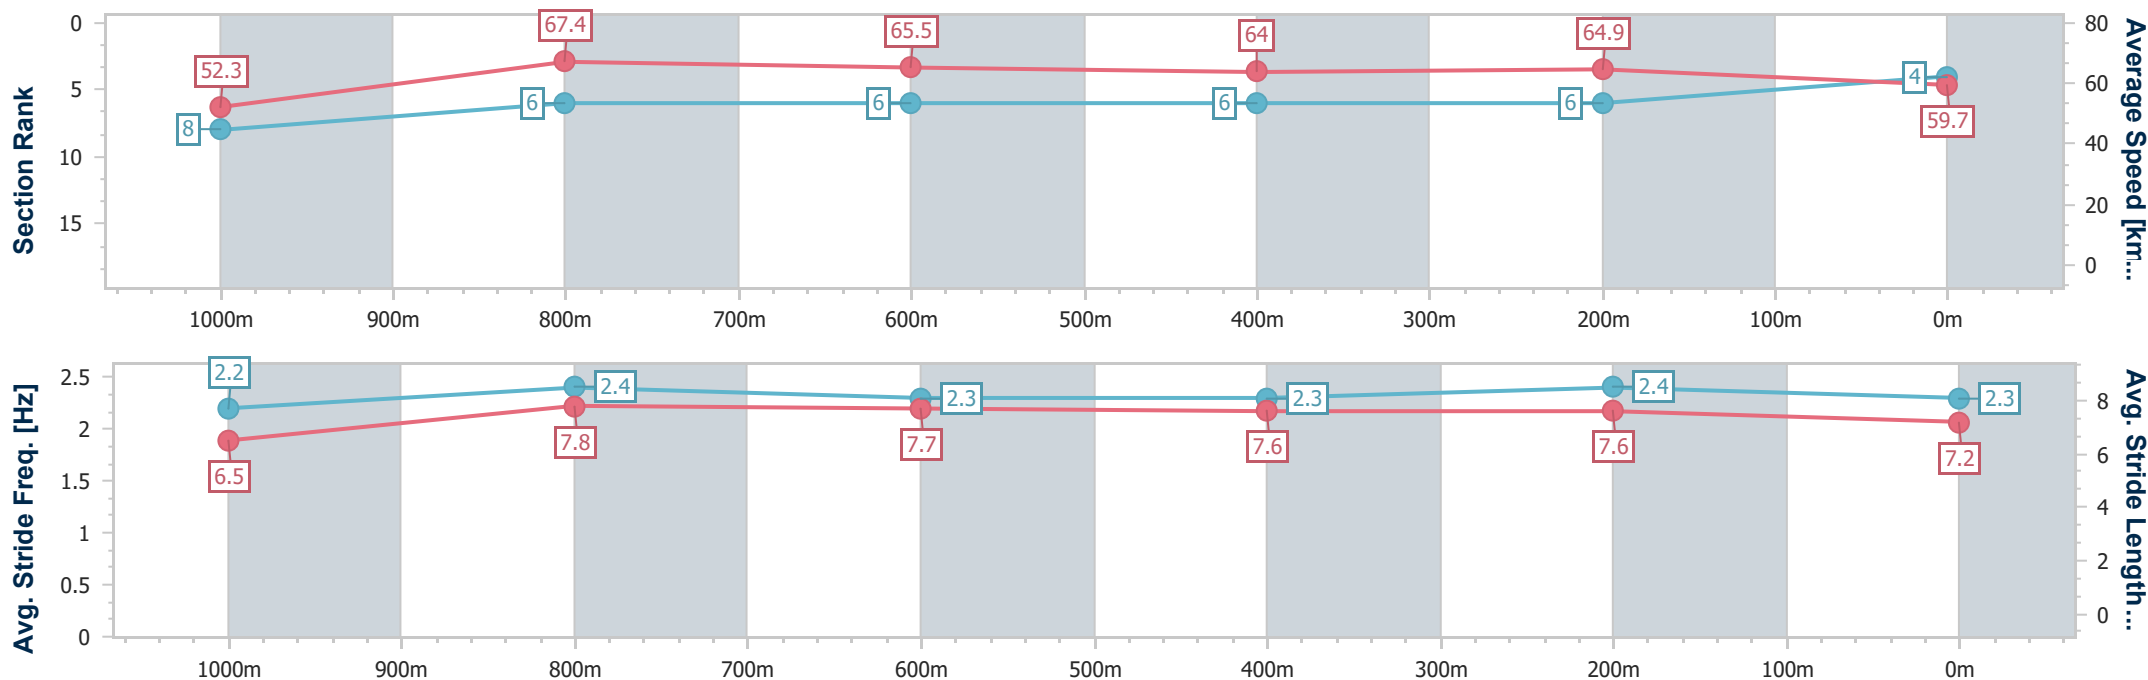 Section Rank
0
5
10
15
52.3
67.4
65.5
64
64.9
59.7
8
6
6
6
6
4
80
60
40
20
0
Average Speed [km...
1000m
900m
800m
700m
600m
500m
400m
300m
200m
100m
0m
Avg. Stride Freq. [Hz]
2.5
2
1.5
1
0.5
0
2.2
2.4
2.3
2.3
2.4
2.3
6.5
7.8
7.7
7.6
7.6
7.2
8
6
4
2
0
Avg. Stride Length...
1000m
900m
800m
700m
600m
500m
400m
300m
200m
100m
0m